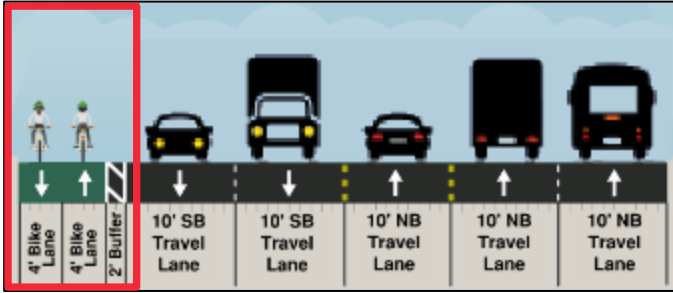 4' Bike
Lane
4' Bike
Lane
2' Buffer
10' SB
Travel
Lane
10' SB
Travel
Lane
10' NB
Travel
Lane
10' NB
Travel
Lane
10' NB
Travel
Lane